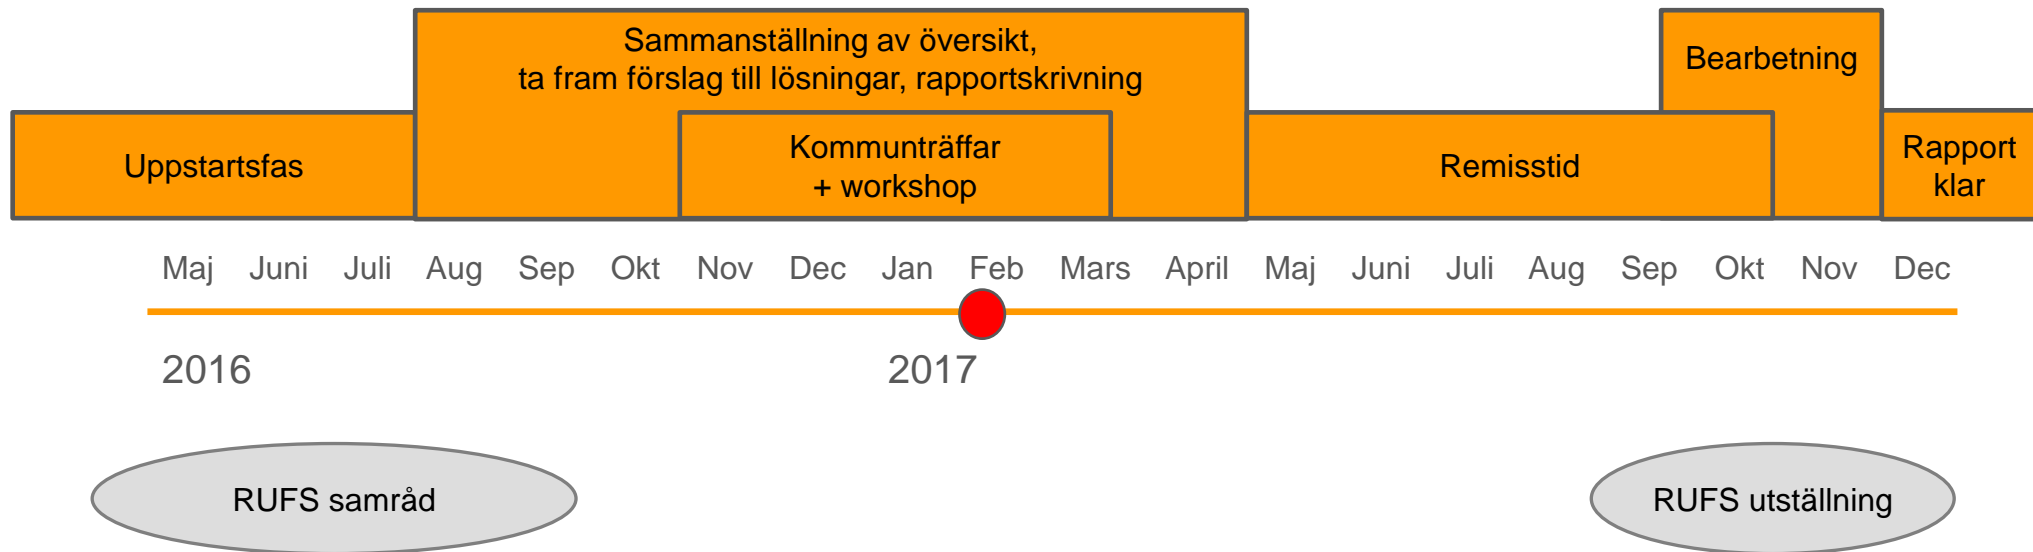 Sammanställning av översikt,
ta fram förslag till lösningar, rapportskrivning
Bearbetning
Uppstartsfas
Kommunträffar
+ workshop
Remisstid
Rapport
klar
Maj Juni Juli Aug Sep Okt Nov Dec Jan Feb Mars April Maj Juni Juli Aug Sep Okt Nov Dec
2016 2017
RUFS samråd
RUFS utställning